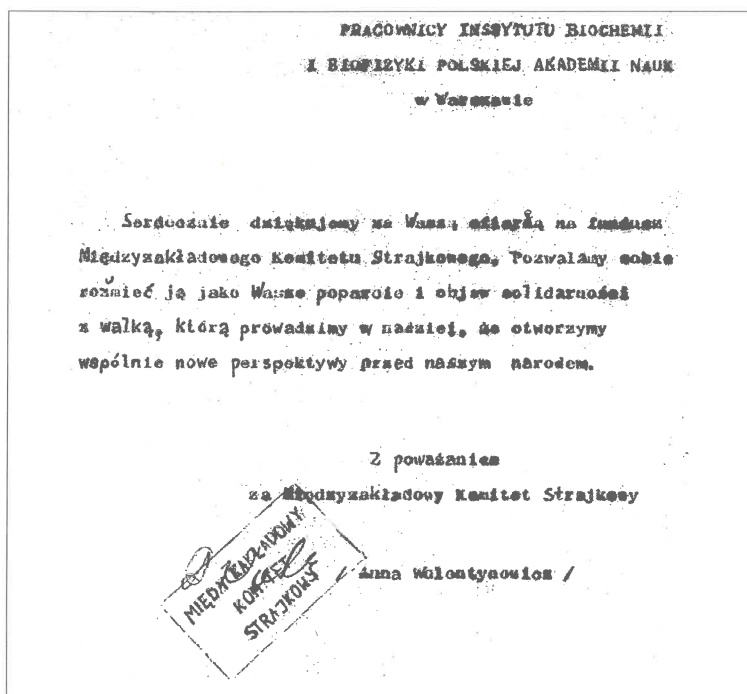 PRACOWNICY INSTYTUTU BIOCHEMII
I BIOFIZYKI POLSKIEJ AKADEMII NAUK
w Warszawie
Serdecznie dziękujemy za Waszą ofiarę na fundusz
Międzyzakładowego Komitetu Strajkowego. Pozwalamy sobie
rozumieć ją jako Wasze poparcie i objaw solidarności
z walką, którą prowadzimy w nadziei, że otworzymy
wspólnie nowe perspektywy przed naszym narodem.
Z poważaniem
za Międzyzakładowy Komitet Strajkowy
/ Anna Walentynowicz /
MIĘDZYZAKŁADOWY
KOMITET
STRAJKOWY